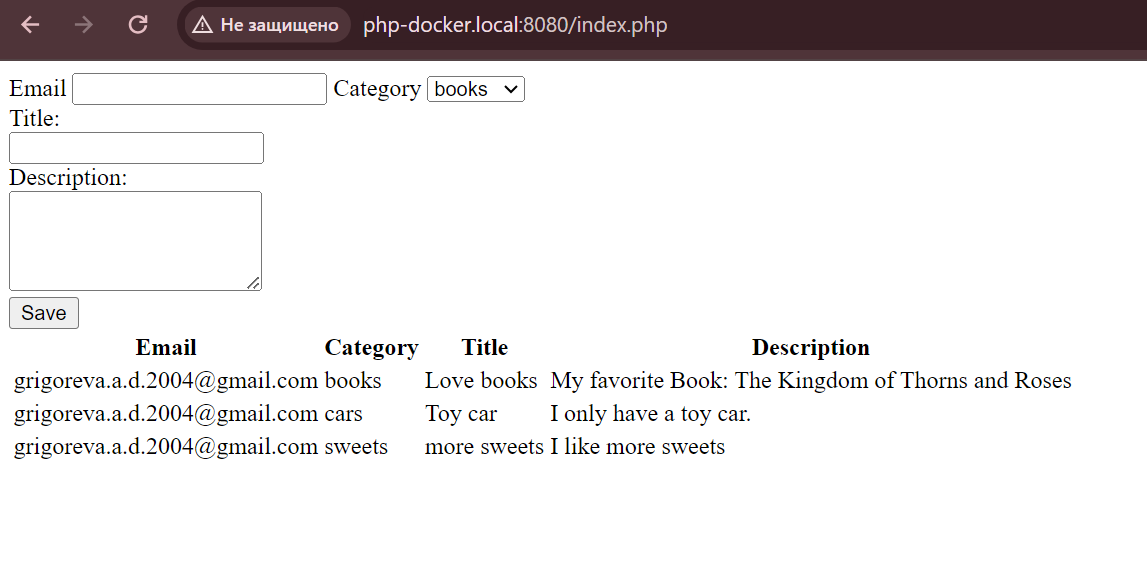 Не защищено php-docker.local:8080/index.php
Email Category books
Title:
Description:
Save
Email Category Title Description
grigoreva.a.d.2004@gmail.com books Love books My favorite Book: The Kingdom of Thorns and Roses
grigoreva.a.d.2004@gmail.com cars Toy car I only have a toy car.
grigoreva.a.d.2004@gmail.com sweets more sweets I like more sweets